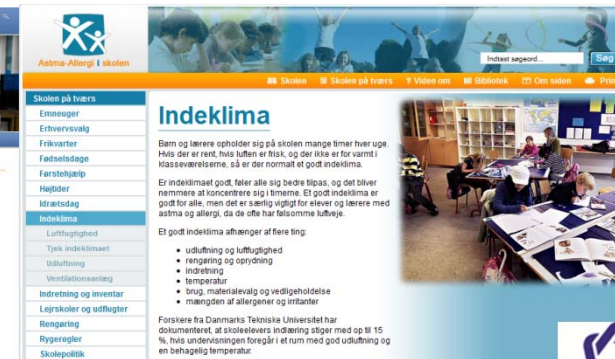 Astma-Allergi i skolen
Indtast søgeord...
Søg
Skolen
Skolen på tværs
? Viden om
Bibliotek
Om siden
Prin
Skolen på tværs
Emneuger
Erhvervsvalg
Frikvarter
Fødselsdage
Førstehjælp
Højtider
Idrætsdag
Indeklima
Luftfugtighed
Tjek indeklimaet
Udluftning
Ventilationsanlæg
Indretning og inventar
Lejrskoler og udflugter
Rengøring
Rygeregler
Skolepolitik
Indeklima
Børn og lærere opholder sig på skolen mange timer hver uge.
Hvis der er rent, hvis luften er frisk, og der ikke er for varmt i
klasseværelserne, så er der normalt et godt indeklima.
Er indeklimaet godt, føler alle sig bedre tilpas, og det bliver
nemmere at koncentrere sig i timerne. Et godt indeklima er
godt for alle, men det er særlig vigtigt for elever og lærere med
astma og allergi, da de ofte har følsomme luftveje.
Et godt indeklima afhænger af flere ting:
• udluftning og luftfugtighed
• rengøring og oprydning
• indretning
• temperatur
• brug, materialevalg og vedligeholdelse
• mængden af allergener og irritanter
Forskere fra Danmarks Tekniske Universitet har
dokumenteret, at skoleelevers indlæring stiger med op til 15
%, hvis undervisningen foregår i et rum med god udluftning og
en behagelig temperatur.